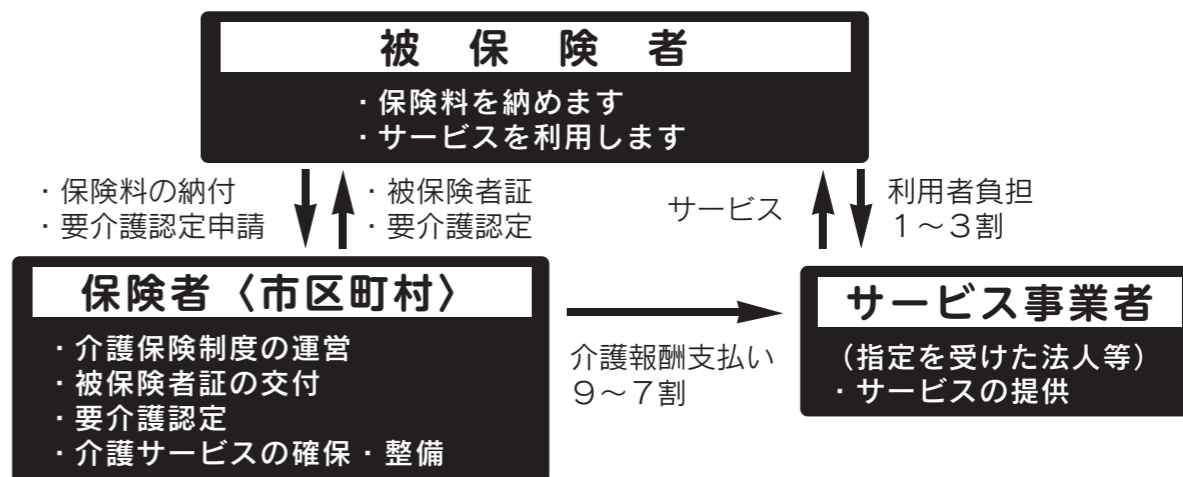 被保険者
・保険料を納めます
・サービスを利用します
・保険料の納付
・要介護認定申請
・被保険者証
・要介護認定
サービス
利用者負担
１～３割
保険者〈市区町村〉
・介護保険制度の運営
・被保険者証の交付
・要介護認定
・介護サービスの確保・整備
介護報酬支払い
９～７割
サービス事業者
（指定を受けた法人等）
・サービスの提供